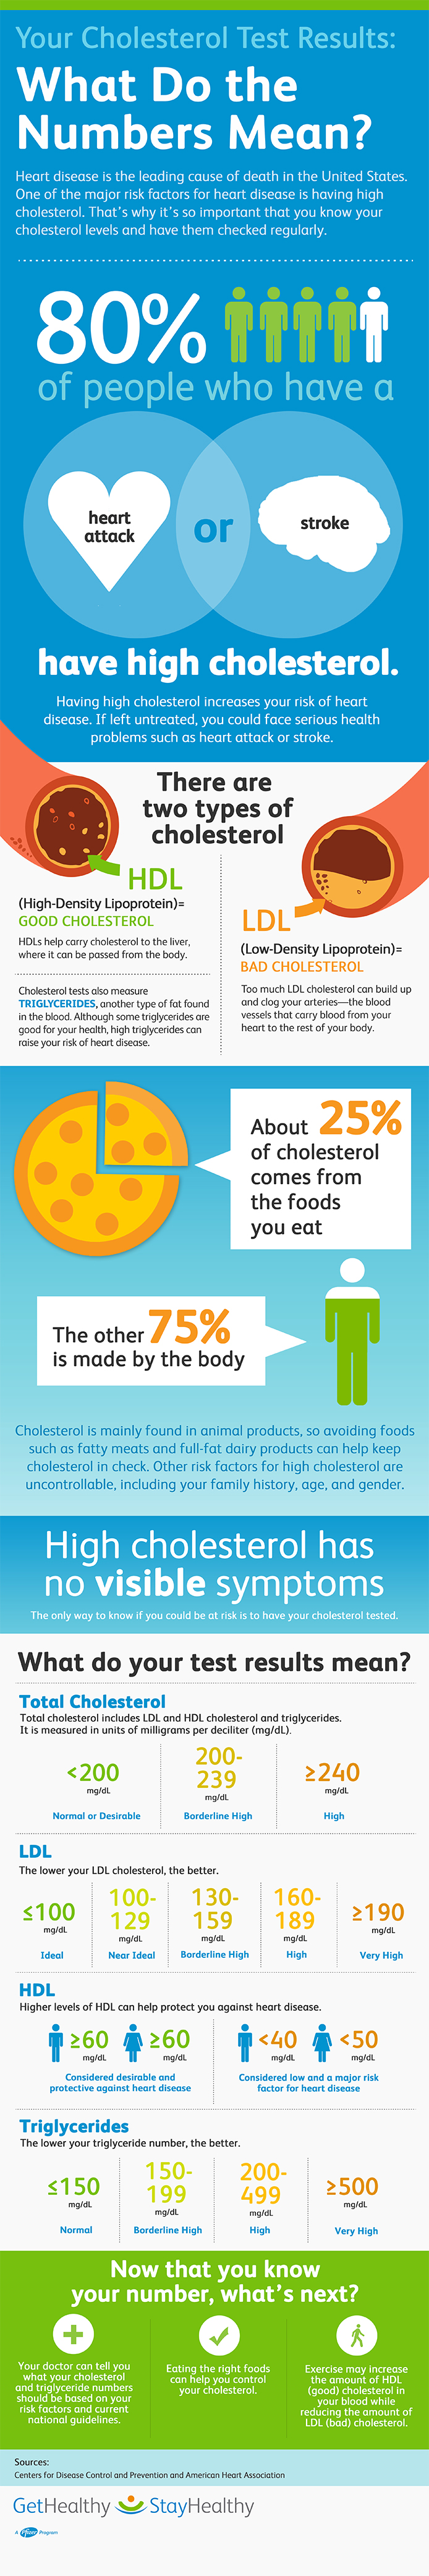 Your Cholesterol Test Results:
What Do the
Numbers Mean?
Heart disease is the leading cause of death in the United States.
One of the major risk factors for heart disease is having high
cholesterol. That's why it's so important that you know your
cholesterol levels and have them checked regularly.
80%
of people who have a
heart
attack
or
stroke
have high cholesterol.
Having high cholesterol increases your risk of heart
disease. If left untreated, you could face serious health
problems such as heart attack or stroke.
There are
two types of
cholesterol
HDL
(High-Density Lipoprotein)=
GOOD CHOLESTEROL
HDLs help carry cholesterol to the liver,
where it can be passed from the body.
Cholesterol tests also measure
TRIGLYCERIDES, another type of fat found
in the blood. Although some triglycerides are
good for your health, high triglycerides can
raise your risk of heart disease.
LDL
(Low-Density Lipoprotein)=
BAD CHOLESTEROL
Too much LDL cholesterol can build up
and clog your arteries—the blood
vessels that carry blood from your
heart to the rest of your body.
About 25%
of cholesterol
comes from
the foods
you eat
The other 75%
is made by the body
Cholesterol is mainly found in animal products, so avoiding foods
such as fatty meats and full-fat dairy products can help keep
cholesterol in check. Other risk factors for high cholesterol are
uncontrollable, including your family history, age, and gender.
High cholesterol has
no visible symptoms
The only way to know if you could be at risk is to have your cholesterol tested.
What do your test results mean?
Total Cholesterol
Total cholesterol includes LDL and HDL cholesterol and triglycerides.
It is measured in units of milligrams per deciliter (mg/dL).
<200
mg/dL
Normal or Desirable
200-
239
mg/dL
Borderline High
≥240
mg/dL
High
LDL
The lower your LDL cholesterol, the better.
≤100
mg/dL
Ideal
100-
129
mg/dL
Near Ideal
130-
159
mg/dL
Borderline High
160-
189
mg/dL
High
≥190
mg/dL
Very High
HDL
Higher levels of HDL can help protect you against heart disease.
≥60
mg/dL
≥60
mg/dL
Considered desirable and
protective against heart disease
<40
mg/dL
<50
mg/dL
Considered low and a major risk
factor for heart disease
Triglycerides
The lower your triglyceride number, the better.
≤150
mg/dL
Normal
150-
199
mg/dL
Borderline High
200-
499
mg/dL
High
≥500
mg/dL
Very High
Now that you know
your number, what's next?
Your doctor can tell you
what your cholesterol
and triglyceride numbers
should be based on your
risk factors and current
national guidelines.
Eating the right foods
can help you control
your cholesterol.
Exercise may increase
the amount of HDL
(good) cholesterol in
your blood while
reducing the amount of
LDL (bad) cholesterol.
Sources:
Centers for Disease Control and Prevention and American Heart Association
GetHealthy StayHealthy
A Pfizer Program